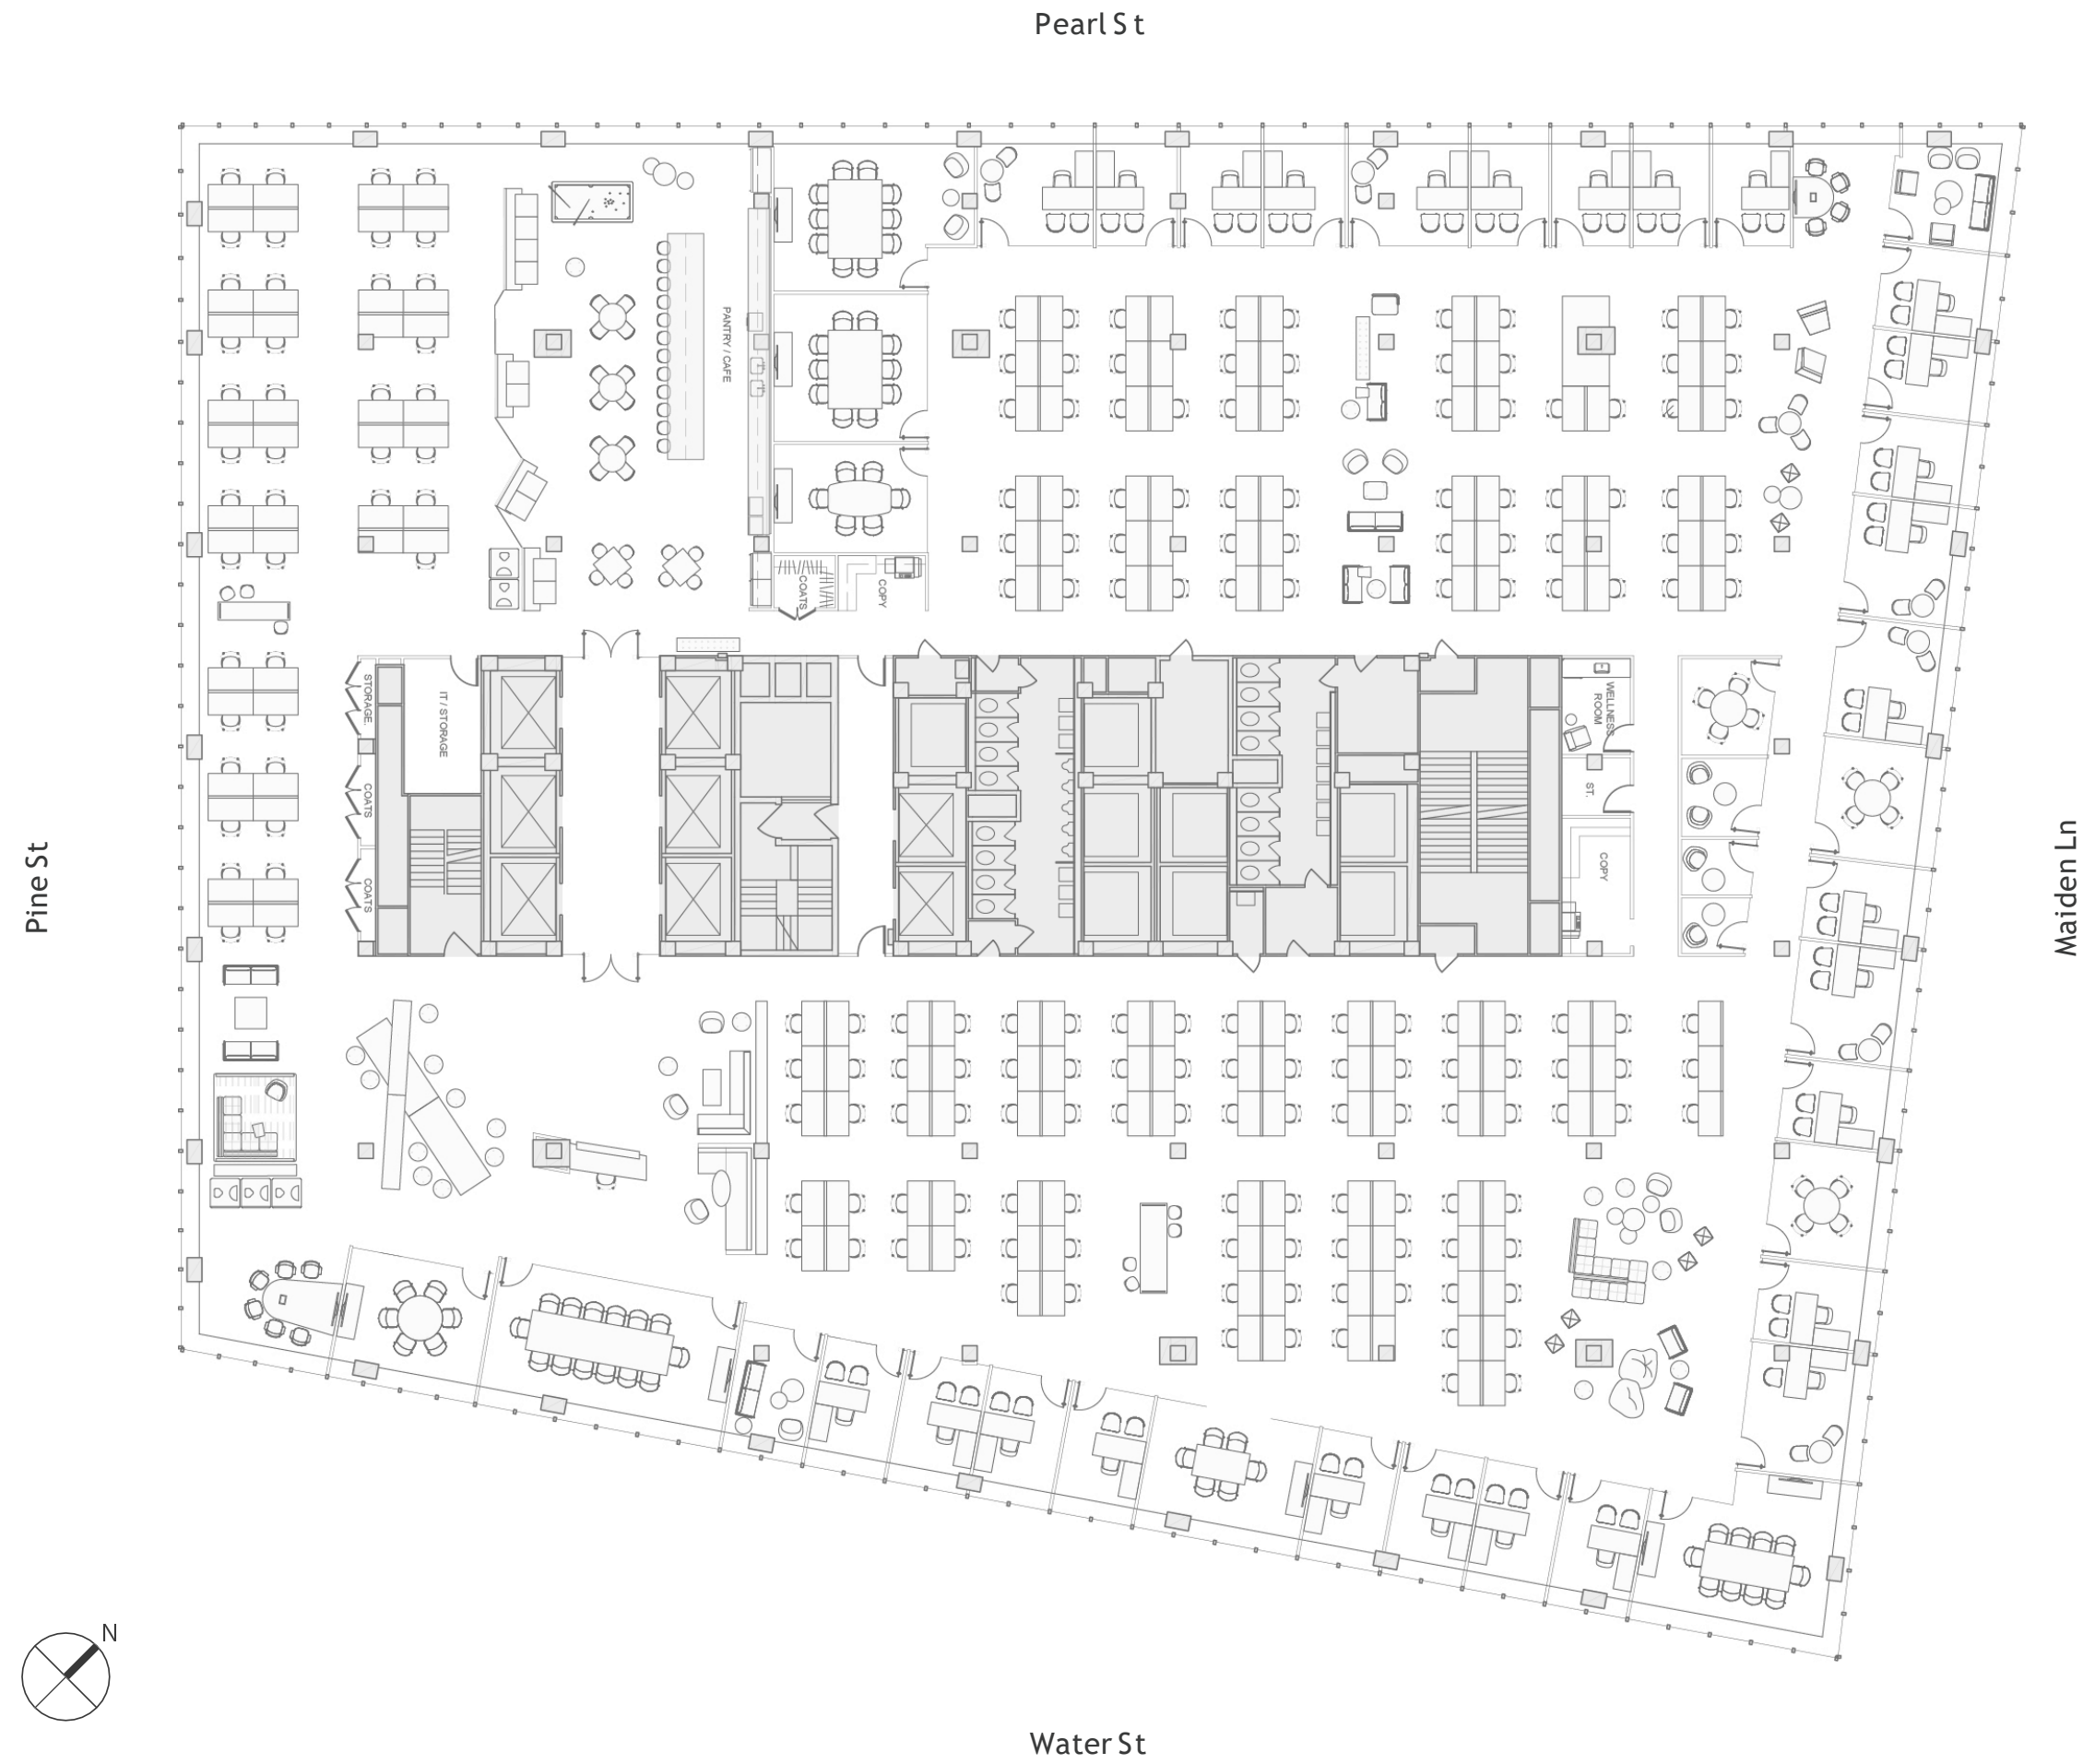 Pearl St
PANTRY / CAFE
COATS
COPY
STORAGE
IT / STORAGE
WELLNESS
ROOM
COATS
ST.
COPY
COATS
Pine St
Maiden Ln
N
Water St